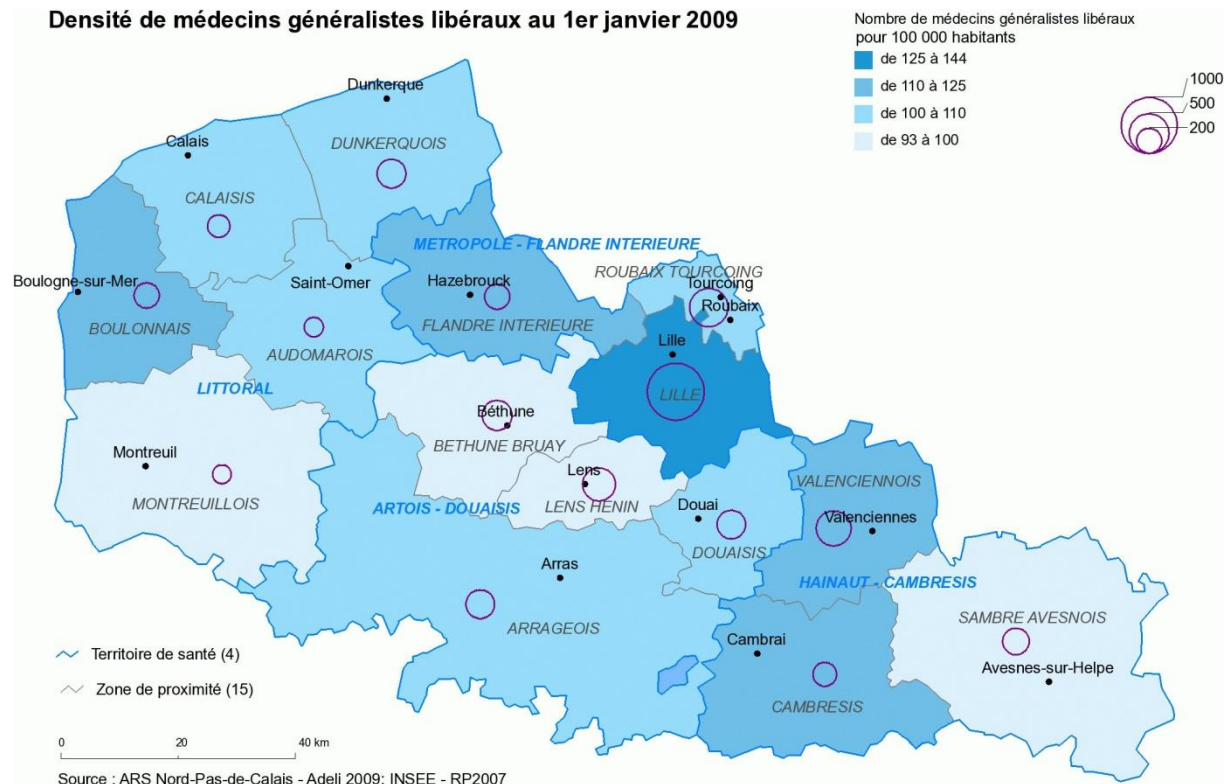 Densité de médecins généralistes libéraux au 1er janvier 2009
Nombre de médecins généralistes libéraux
pour 100 000 habitants
de 125 à 144
de 110 à 125
de 100 à 110
de 93 à 100
1000
500
200
Dunkerque
DUNKERQUOIS
Calais
CALAISIS
METROPOLE - FLANDRE INTERIEURE
ROUBAIX TOURCOING
Boulogne-sur-Mer
Saint-Omer
Hazebrouck
Tourcoing
Roubaix
BOULONNAIS
FLANDRE INTERIEURE
AUDOMAROIS
Lille
LITTORAL
LILLE
Béthune
BETHUNE BRUAY
Montreuil
MONTREUILLOIS
Lens
LENS HENIN
ARTOIS - DOUAISIS
Douai
DOUAISIS
VALENCIENNOIS
Valenciennes
Arras
HAINAUT - CAMBRESIS
ARRAGEOIS
SAMBRE AVESNOIS
Cambrai
Avesnes-sur-Helpe
CAMBRESIS
Territoire de santé (4)
Zone de proximité (15)
0 20 40 km
Source : ARS Nord-Pas-de-Calais - Adeli 2009; INSEE - RP2007